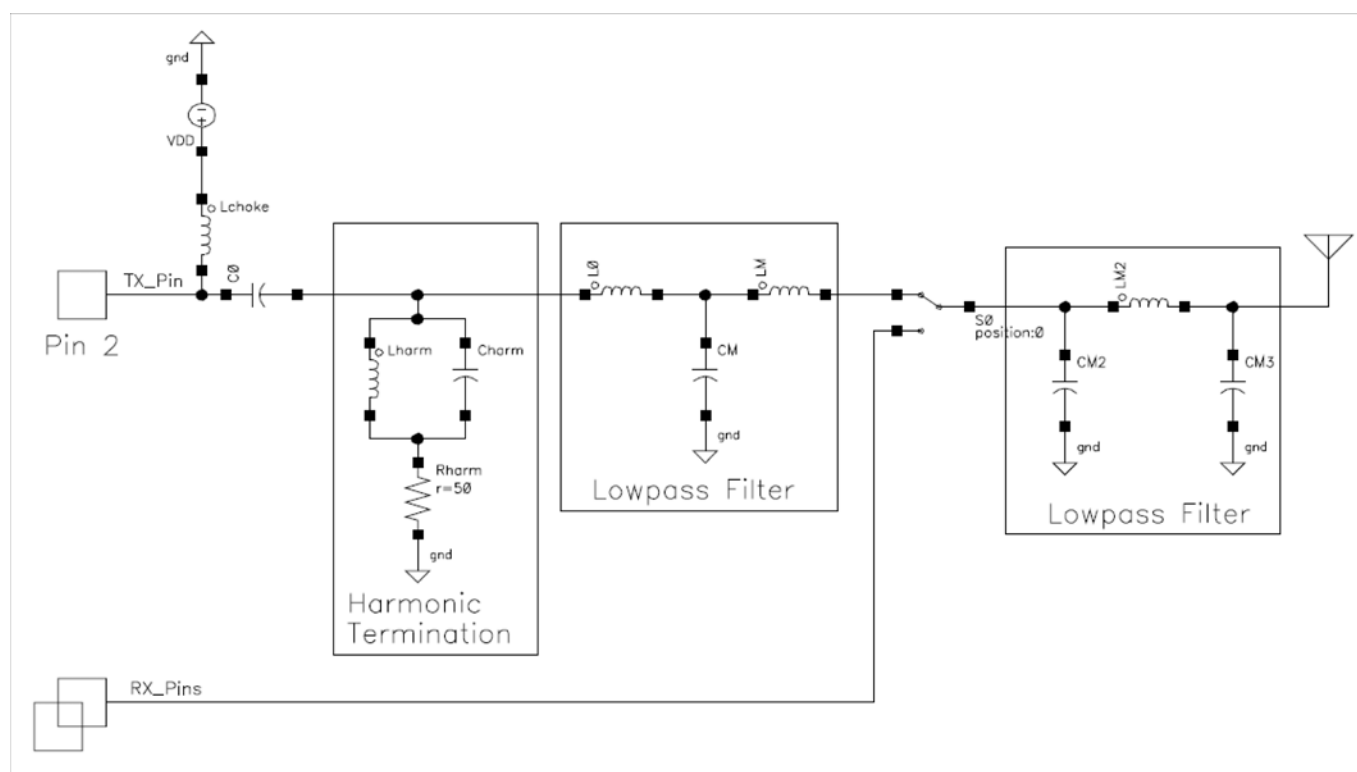 gnd
VDD
Lchoke
TX_Pin
C0
Pin 2
Lharm
Charm
Rharm
r=50
gnd
Harmonic
Termination
L0
LM
CM
gnd
Lowpass Filter
S0
position:0
LM2
CM2
CM3
gnd
gnd
Lowpass Filter
RX_Pins